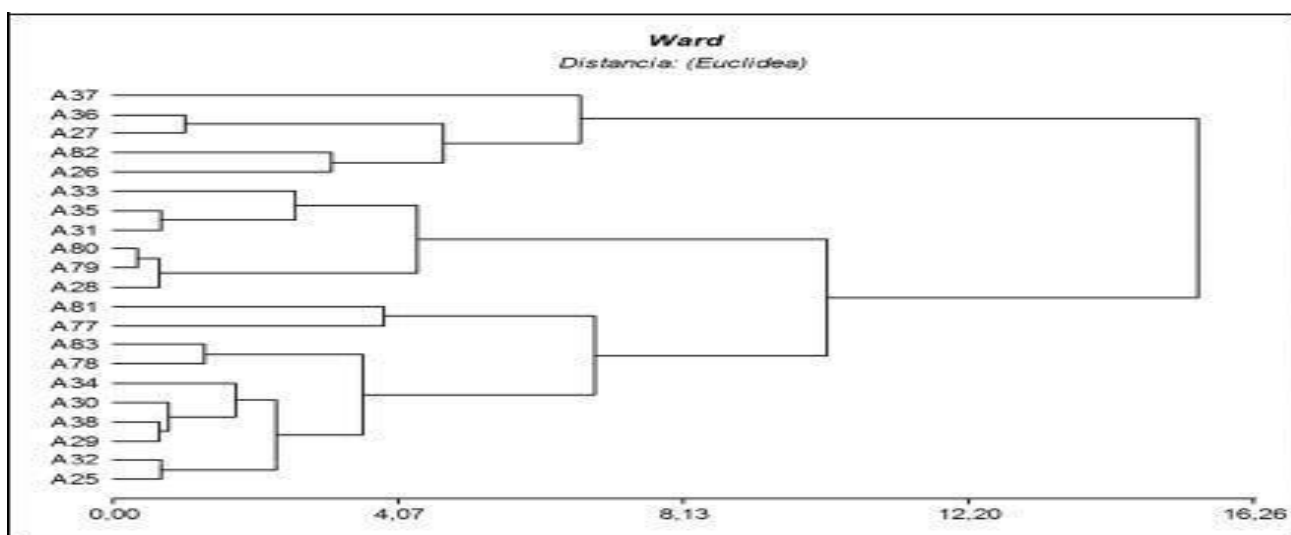 Ward
Distancia: (Euclidea)
A37
A36
A27
A82
A26
A33
A35
A31
A80
A79
A28
A81
A77
A83
A78
A34
A30
A38
A29
A32
A25
0,00 4,07 8,13 12,20 16,26